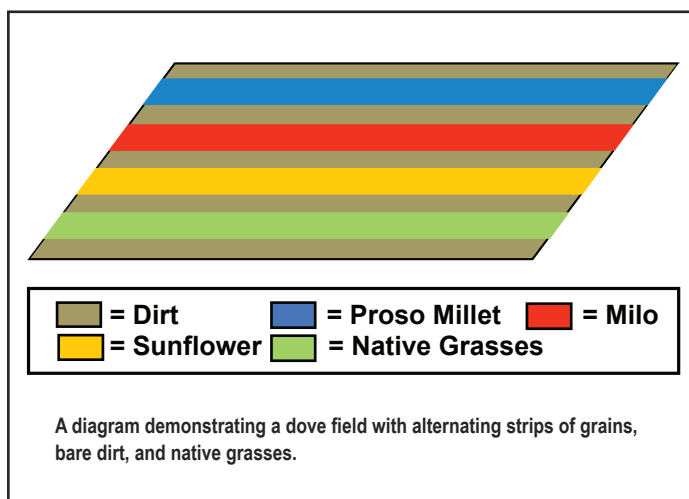 = Dirt = Proso Millet = Milo
= Sunflower = Native Grasses
A diagram demonstrating a dove field with alternating strips of grains,
bare dirt, and native grasses.